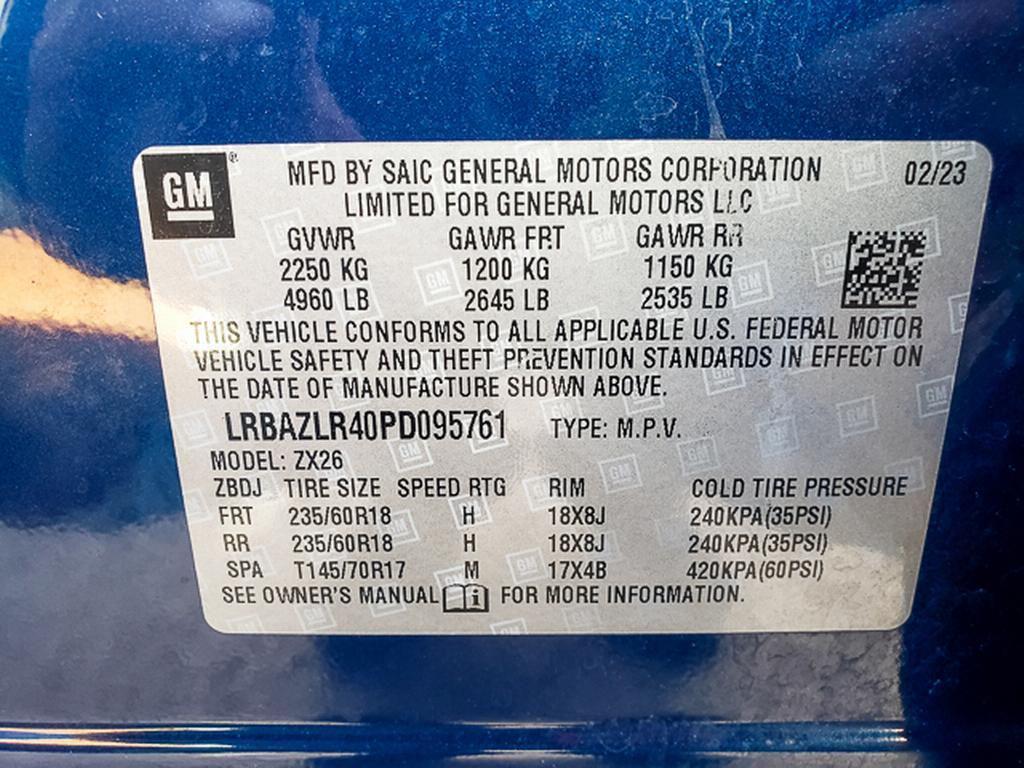 GM®
MFD BY SAIC GENERAL MOTORS CORPORATION 02/23
LIMITED FOR GENERAL MOTORS LLC
GVWR GAWR FRT GAWR RR
2250 KG 1200 KG 1150 KG
4960 LB 2645 LB 2535 LB
THIS VEHICLE CONFORMS TO ALL APPLICABLE U.S. FEDERAL MOTOR
VEHICLE SAFETY AND THEFT PREVENTION STANDARDS IN EFFECT ON
THE DATE OF MANUFACTURE SHOWN ABOVE.
LRBAZLR40PD095761 TYPE: M.P.V.
MODEL: ZX26
ZBDJ TIRE SIZE SPEED RTG RIM COLD TIRE PRESSURE
FRT 235/60R18 H 18X8J 240KPA(35PSI)
RR 235/60R18 H 18X8J 240KPA(35PSI)
SPA T145/70R17 M 17X4B 420KPA(60PSI)
SEE OWNER'S MANUAL i FOR MORE INFORMATION.